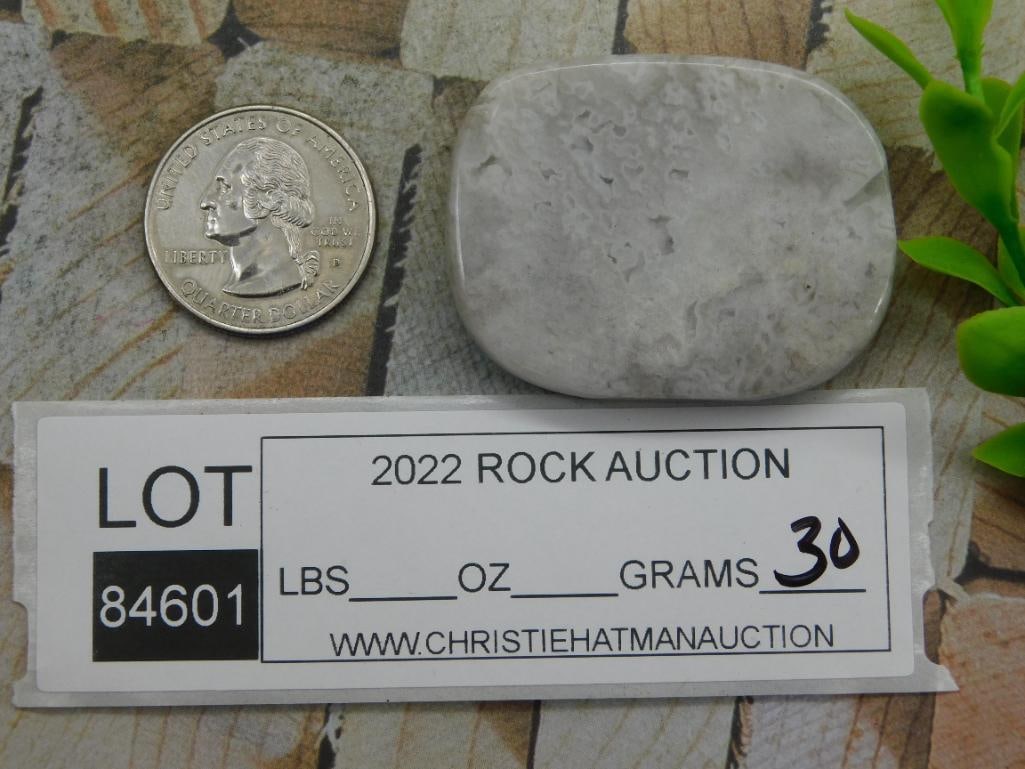 UNITED STATES OF AMERICA
LIBERTY
IN
GOD WE
TRUST
D
QUARTER DOLLAR
LOT
84601
2022 ROCK AUCTION
LBS_____OZ_____GRAMS 30
WWW.CHRISTIEHATMANAUCTION